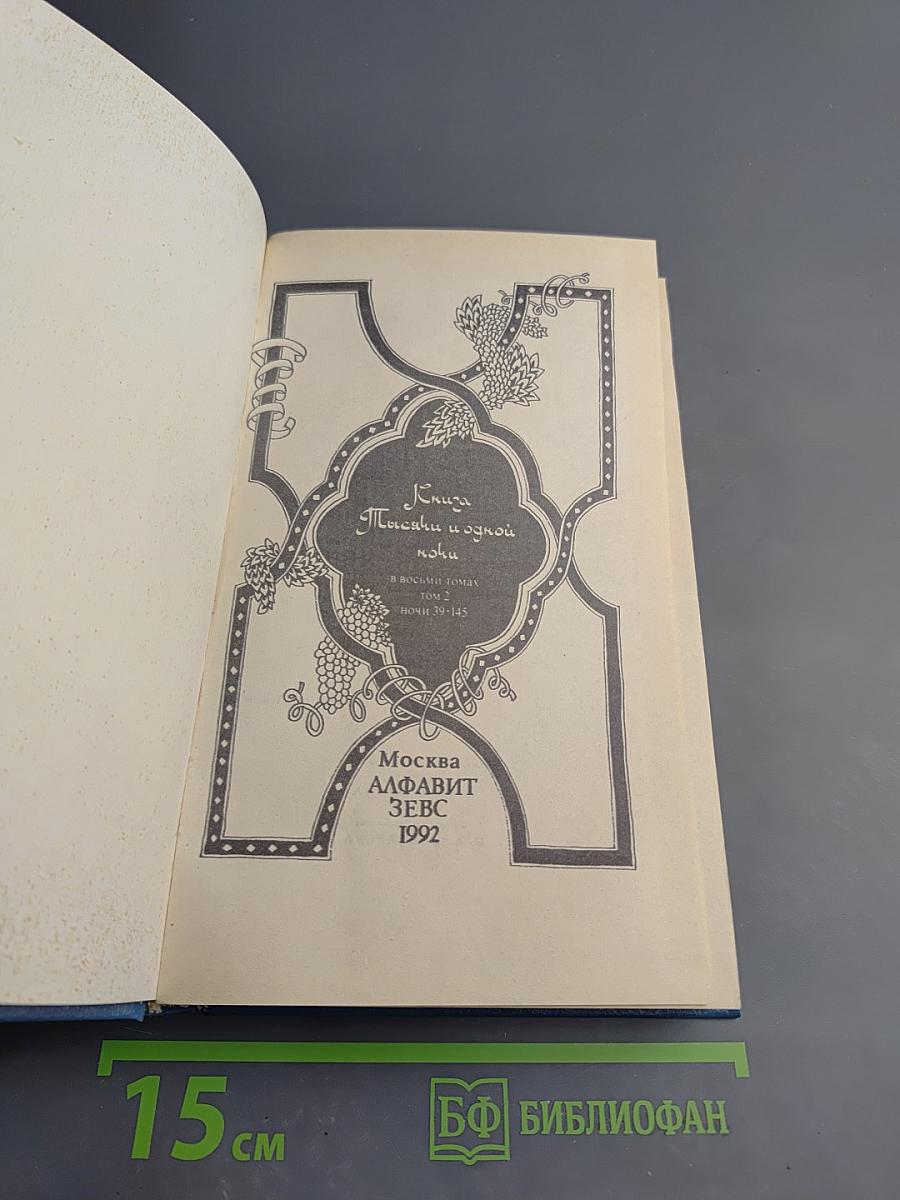 Книга
Тысячи и одной
ночи
в восьми томах
том 2
ночи 39-145
Москва
АЛФАВИТ
ЗЕВС
1992
15 см
БФ БИБЛИОФАН